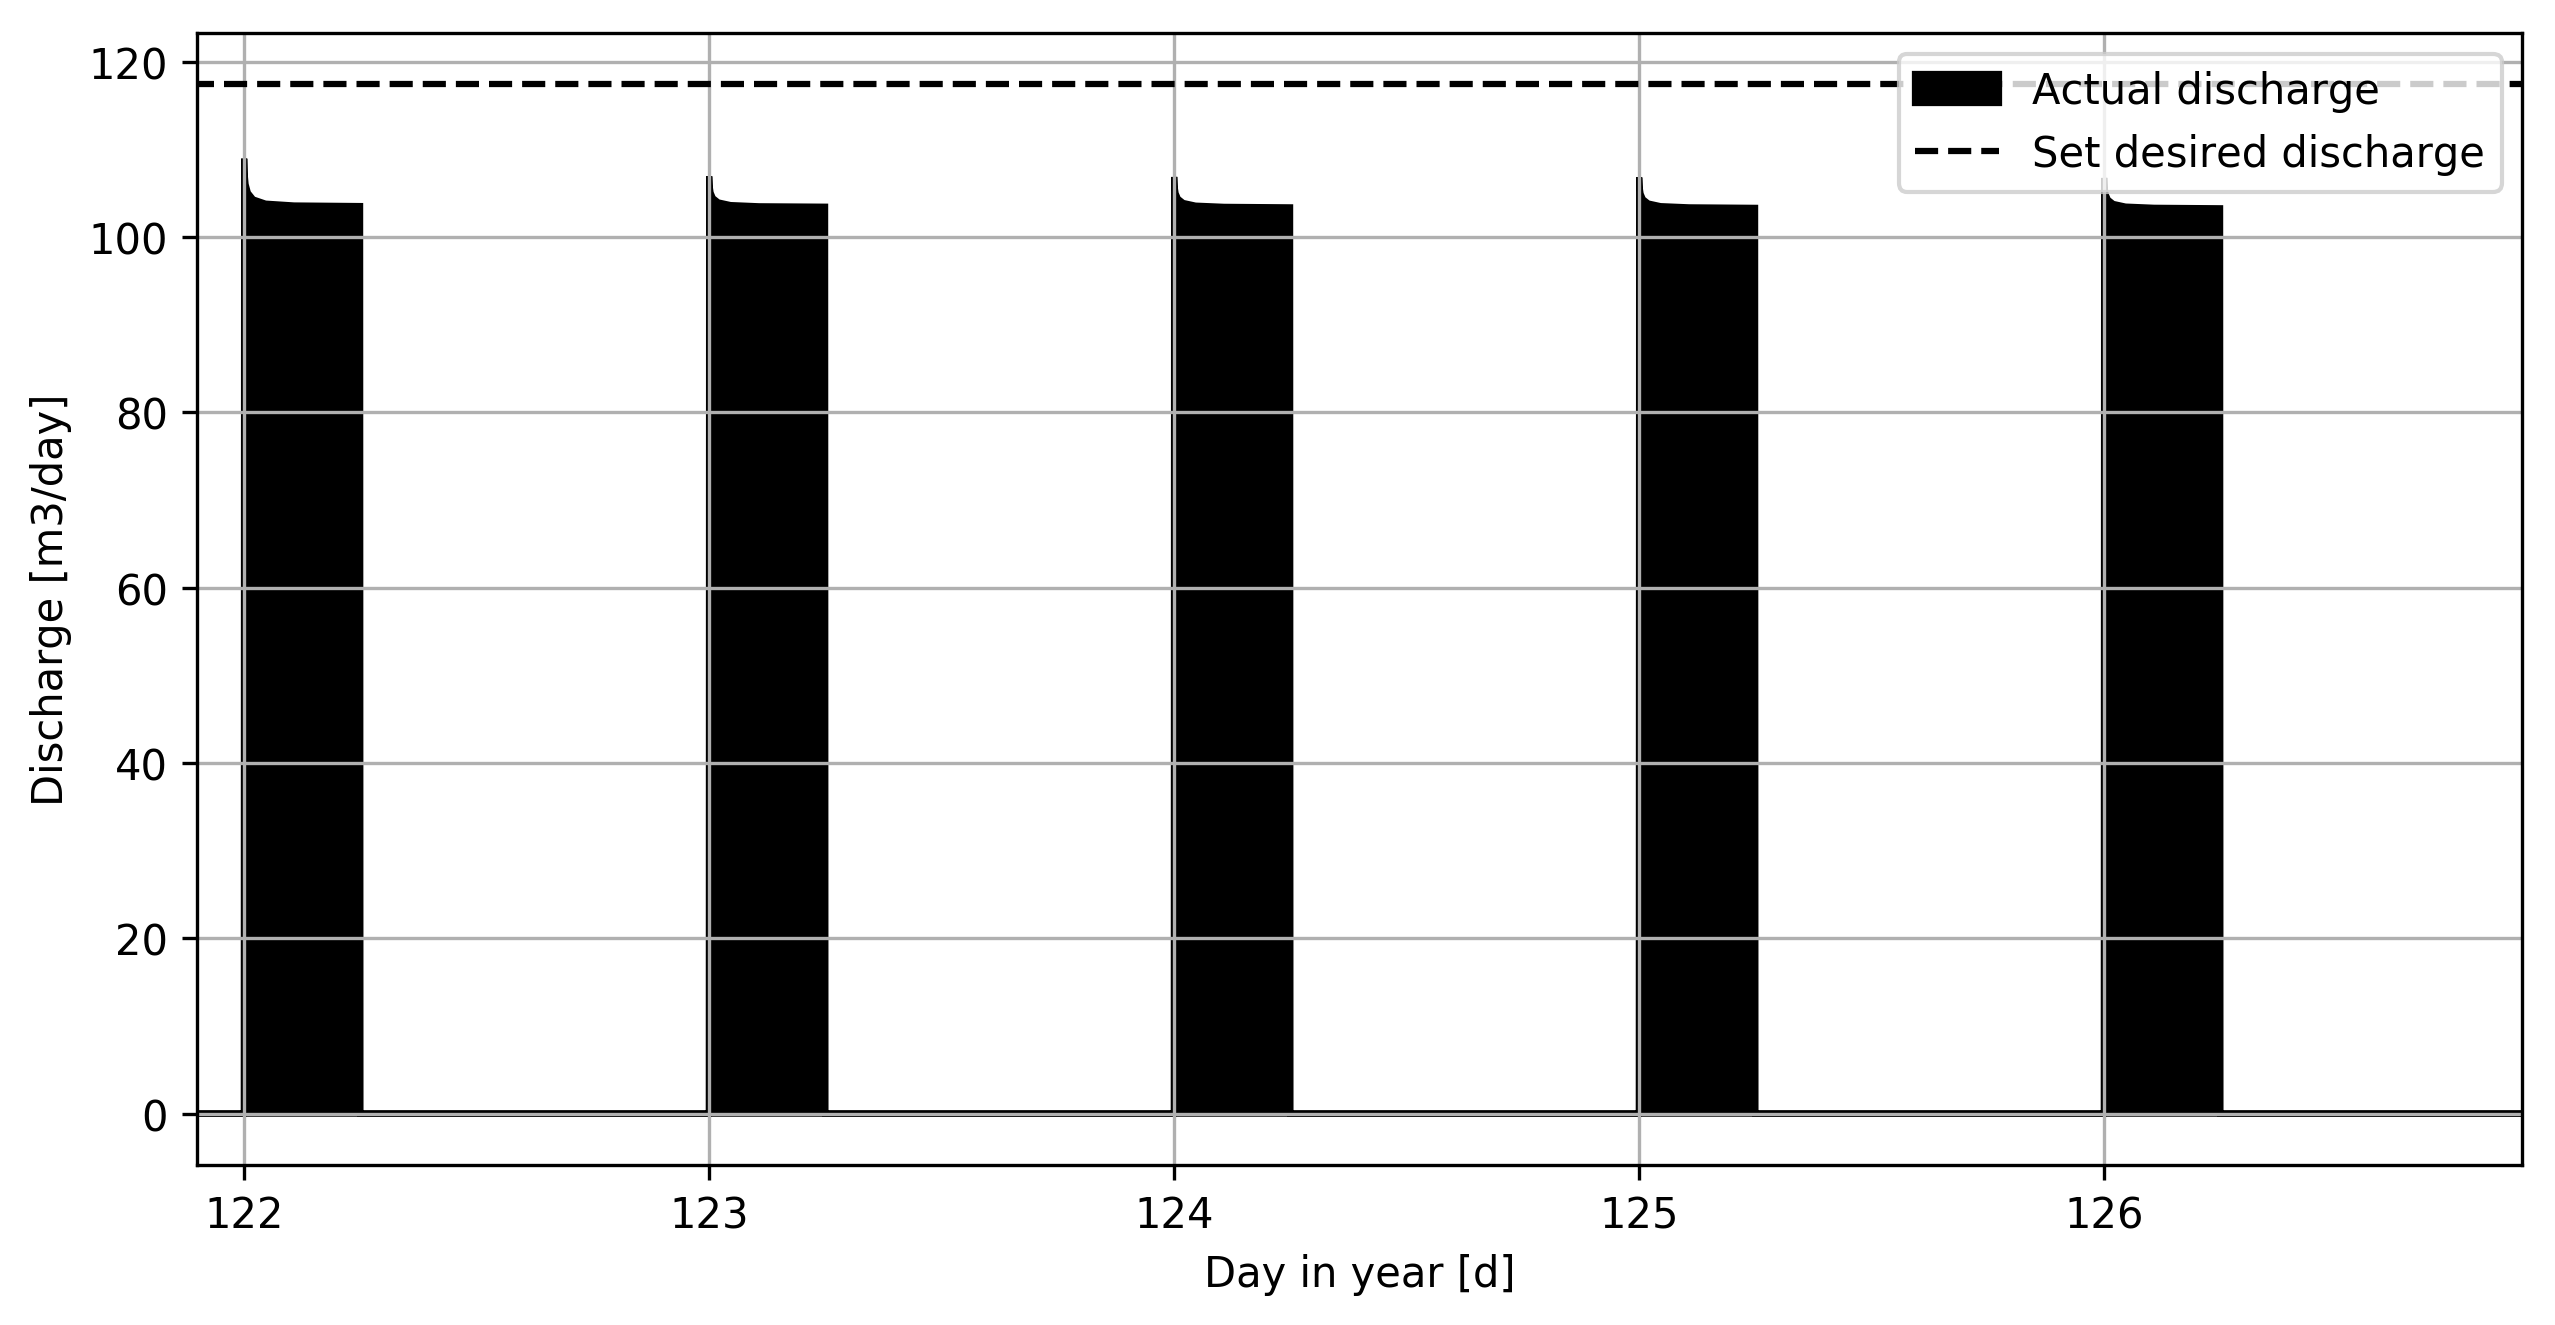 120
100
80
60
40
20
0
Discharge [m3/day]
Actual discharge
Set desired discharge
122 123 124 125 126
Day in year [d]